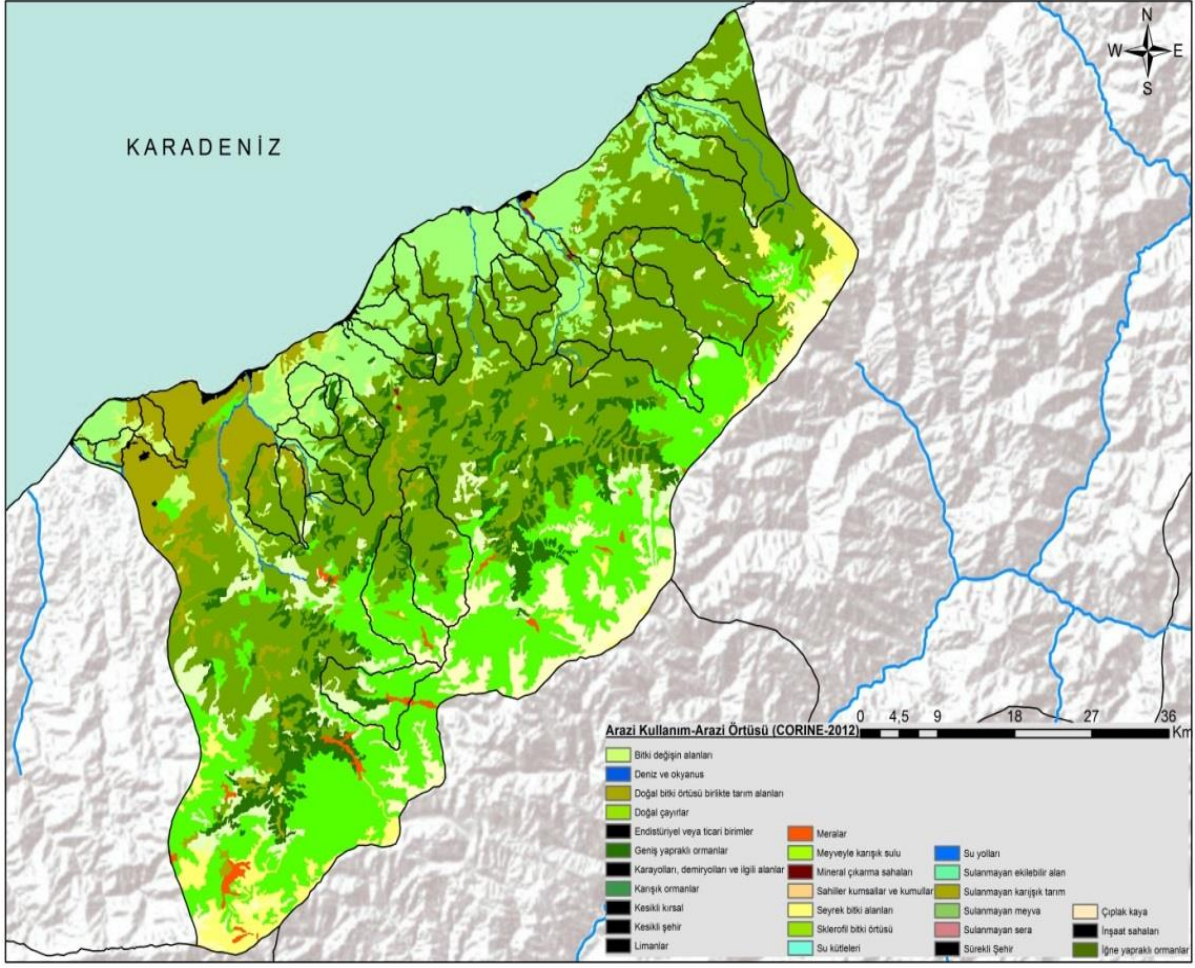 N
W E
S
KARADENİZ
0 4,5 9 18 27 36
Km
Arazi Kullanım-Arazi Örtüsü (CORINE-2012)
Bitki değişin alanları
Deniz ve okyanus
Doğal bitki örtüsü birlikte tarım alanları
Doğal çayırlar
Endistüriyel veya ticari birimler
Geniş yapraklı ormanlar
Karayolları, demiryolları ve ilgili alanlar
Karışık ormanlar
Kesikli kırsal
Kesikli şehir
Limanlar
Meralar
Meyveyle karışık sulu
Mineral çıkarma sahaları
Sahiller kumsallar ve kumullar
Seyrek bitki alanları
Sklerofil bitki örtüsü
Su kütleleri
Su yolları
Sulanmayan ekilebilir alan
Sulanmayan karışık tarım
Sulanmayan meyva
Sulanmayan sera
Sürekli Şehir
Çıplak kaya
İnşaat sahaları
İğne yapraklı ormanlar